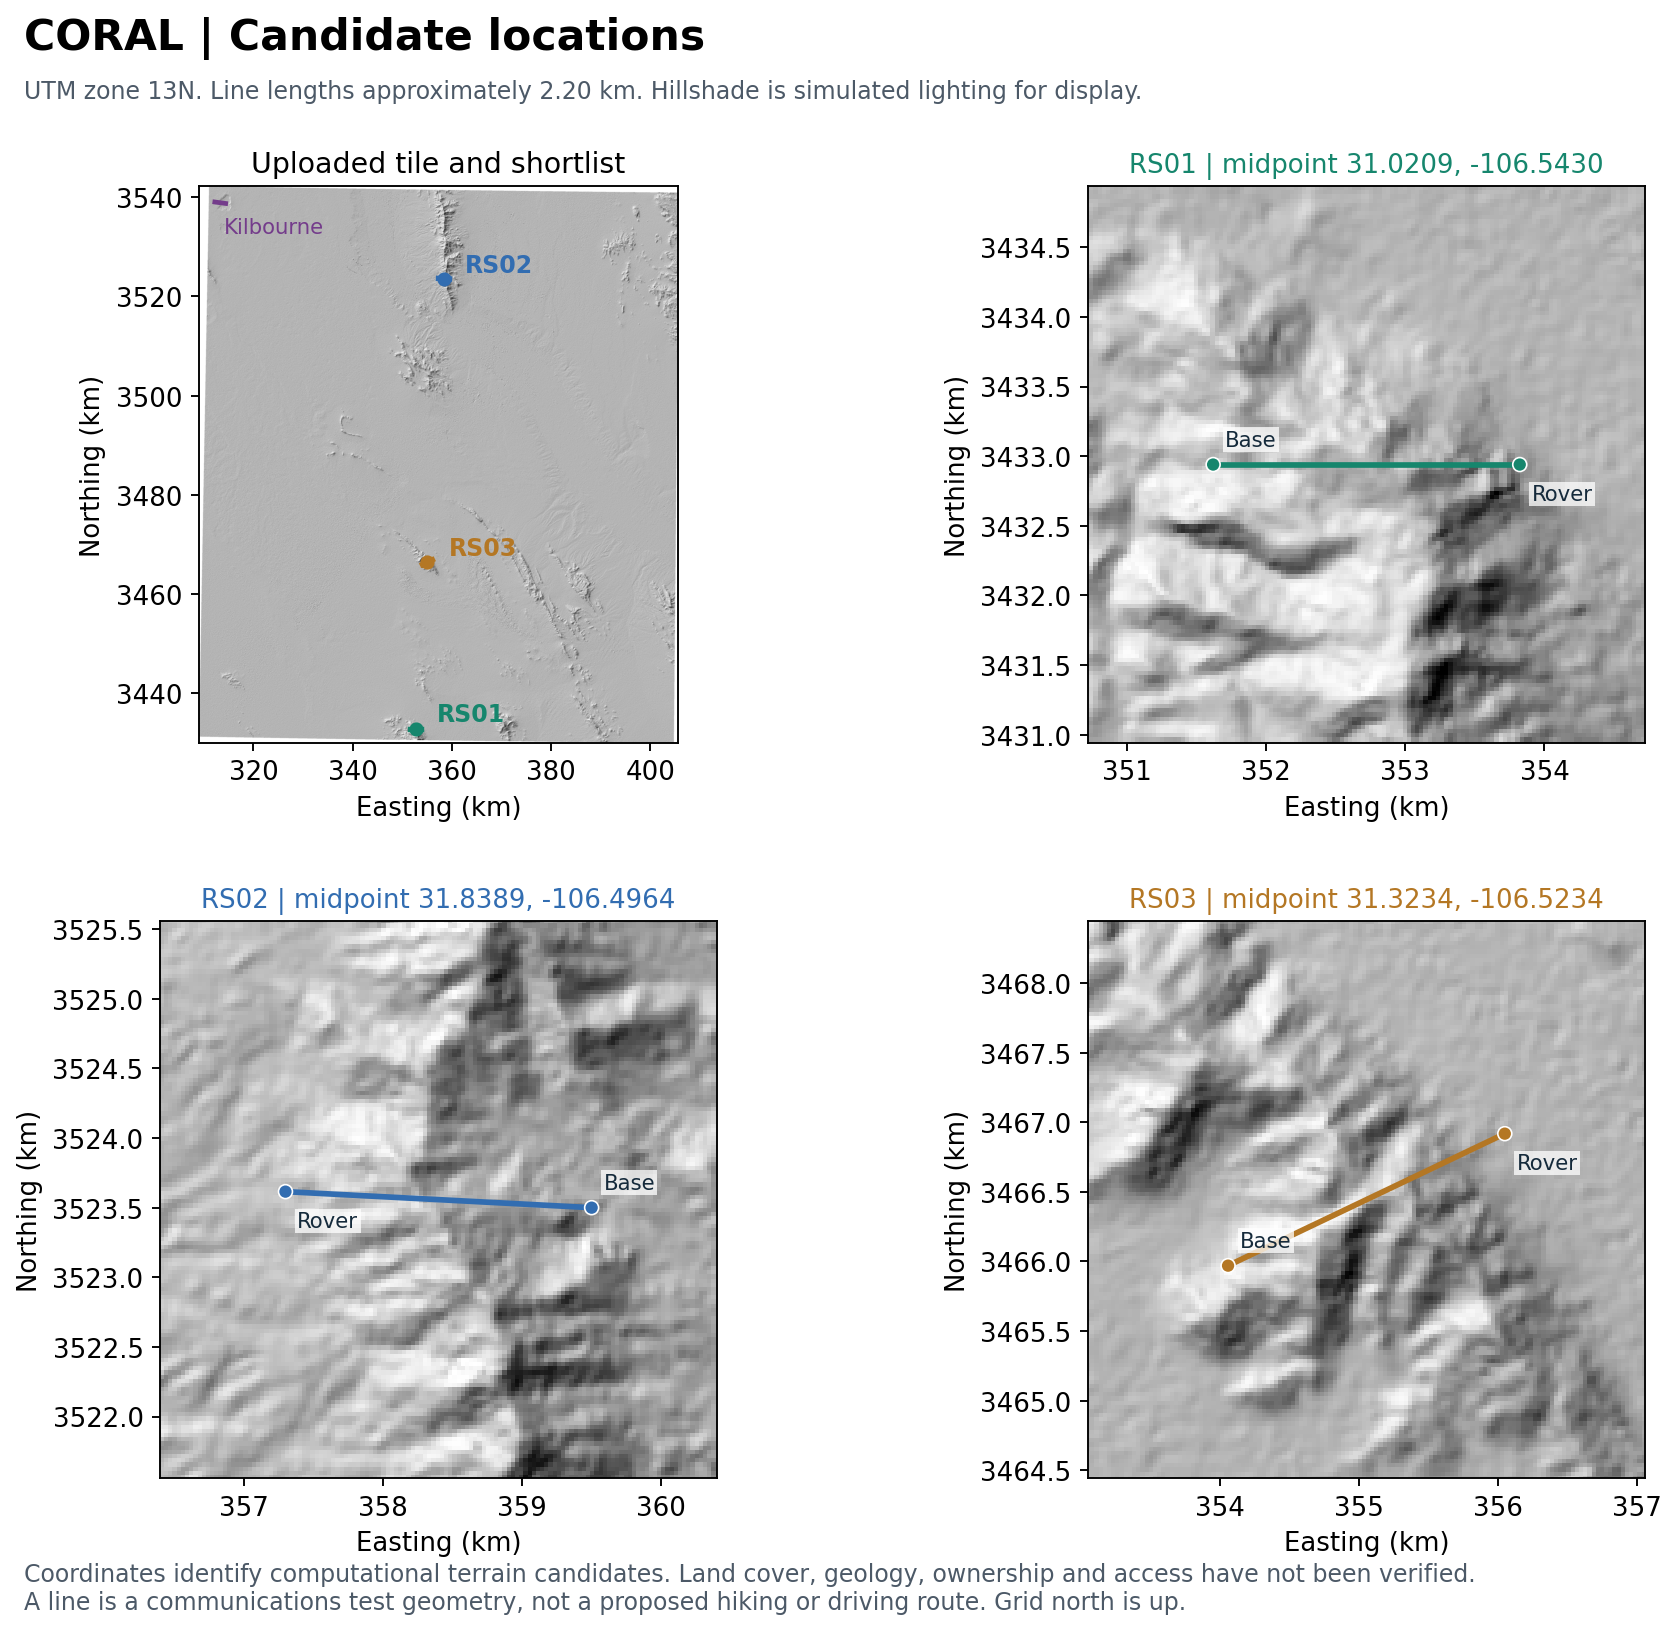 CORAL | Candidate locations
UTM zone 13N. Line lengths approximately 2.20 km. Hillshade is simulated lighting for display.
Uploaded tile and shortlist
3540
3520
3500
3480
3460
3440
Northing (km)
Kilbourne
RS02
RS03
RS01
320 340 360 380 400
Easting (km)
RS01 | midpoint 31.0209, -106.5430
3434.5
3434.0
3433.5
3433.0
3432.5
3432.0
3431.5
3431.0
Northing (km)
Base
Rover
351 352 353 354
Easting (km)
RS02 | midpoint 31.8389, -106.4964
3525.5
3525.0
3524.5
3524.0
3523.5
3523.0
3522.5
3522.0
Northing (km)
Base
Rover
357 358 359 360
Easting (km)
RS03 | midpoint 31.3234, -106.5234
3468.0
3467.5
3467.0
3466.5
3466.0
3465.5
3465.0
3464.5
Northing (km)
Rover
Base
354 355 356 357
Easting (km)
Coordinates identify computational terrain candidates. Land cover, geology, ownership and access have not been verified.
A line is a communications test geometry, not a proposed hiking or driving route. Grid north is up.